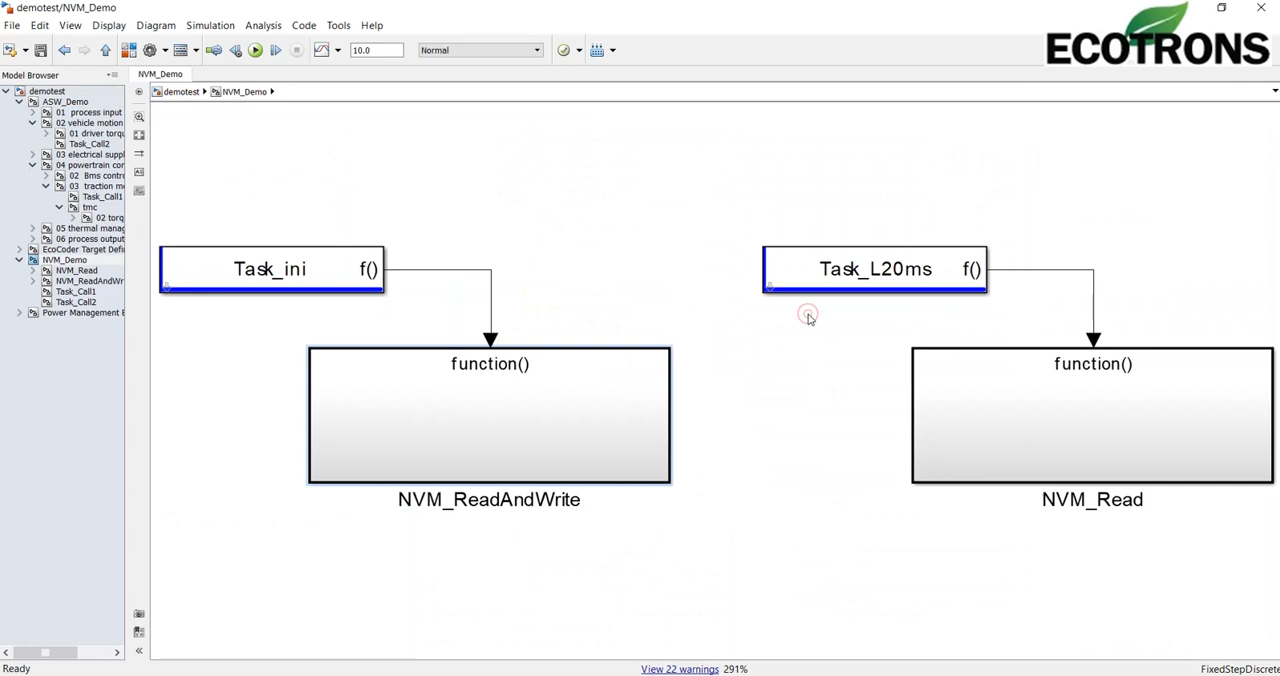 demotest/NVM_Demo
File Edit View Display Diagram Simulation Analysis Code Tools Help
10.0 Normal
ECOTRONS
Model Browser
NVM_Demo
demotest NVM_Demo
demotest
ASW_Demo
01 process input
02 vehicle motion
03 electrical suppl
01 driver torqu
Task_Call2
04 powertrain con
02 Bms contro
03 traction mo
Task_Call1
tmc
02 torq
05 thermal manag
06 process output
EcoCoder Target Defin
NVM_Demo
NVM_Read
NVM_ReadAndWr
Task_Call1
Task_Call2
Power Management E
Task_ini f()
function()
NVM_ReadAndWrite
Task_L20ms f()
function()
NVM_Read
Ready
View 22 warnings 291%
FixedStepDiscrete